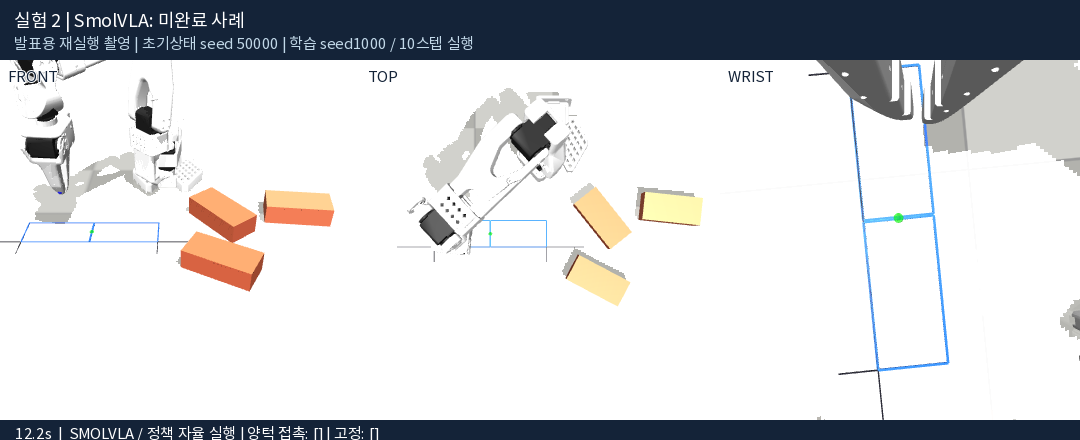 실험 2 | SmolVLA: 미완료 사례
발표용 재실행 촬영 | 초기상태 seed 50000 | 학습 seed1000 / 10스텝 실행
FRONT
TOP
WRIST
12.2s | SMOLVLA / 정책 자율 실행 | 양턱 접촉: [] | 고정: []